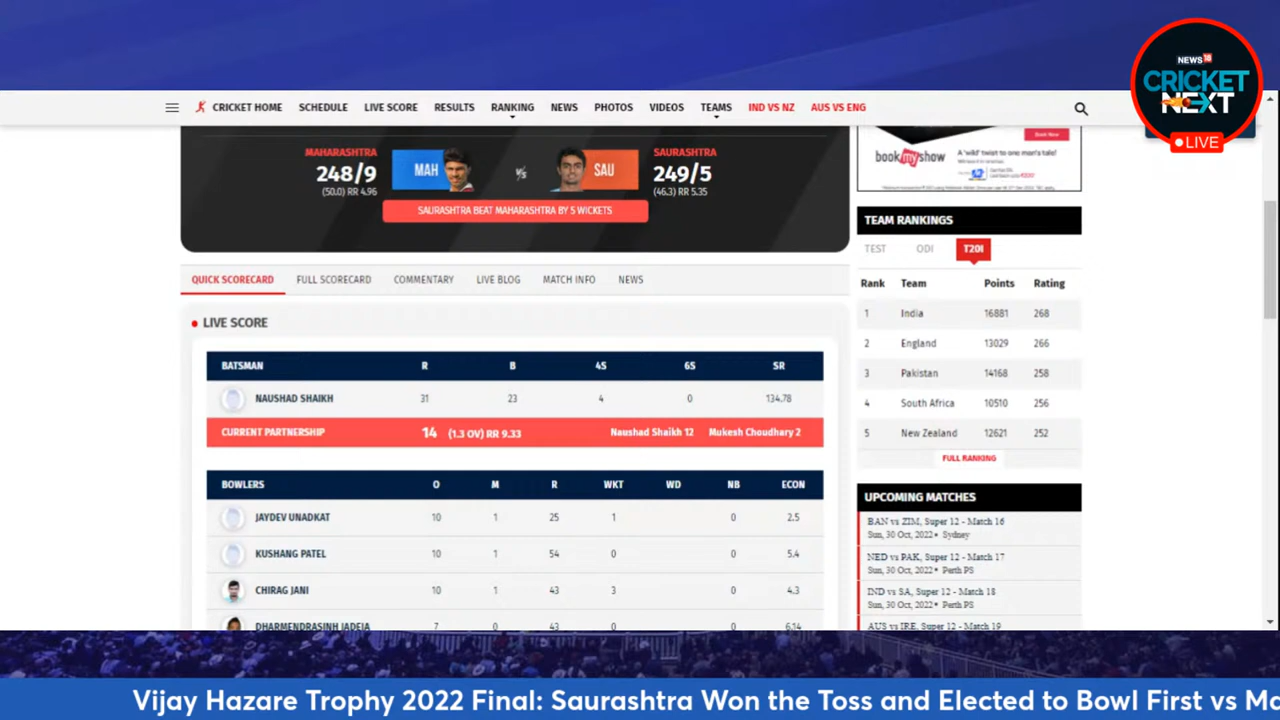 NEWS18
CRICKET
NEXT
LIVE
CRICKET HOME SCHEDULE LIVE SCORE RESULTS RANKING NEWS PHOTOS VIDEOS TEAMS IND VS NZ AUS VS ENG
MAHARASHTRA
248/9
(50.0) RR 4.96
MAH
VS
SAU
SAURASHTRA
249/5
(46.3) RR 5.35
SAURASHTRA BEAT MAHARASHTRA BY 5 WICKETS
Book Now
bookmyshow
A 'wild' twist to one man's tale!
QUICK SCORECARD FULL SCORECARD COMMENTARY LIVE BLOG MATCH INFO NEWS
LIVE SCORE
BATSMAN R B 4S 6S SR
NAUSHAD SHAIKH 31 23 4 0 134.78
CURRENT PARTNERSHIP 14 (1.3 OV) RR 9.33 Naushad Shaikh 12 Mukesh Choudhary 2
BOWLERS O M R WKT WD NB ECON
JAYDEV UNADKAT 10 1 25 1 0 2.5
KUSHANG PATEL 10 1 54 0 0 5.4
CHIRAG JANI 10 1 43 3 0 4.3
DHARMENDRASINH JADEJA 7 0 43 0 0 6.14
TEAM RANKINGS
TEST ODI T20I
Rank Team Points Rating
1 India 16881 268
2 England 13029 266
3 Pakistan 14168 258
4 South Africa 10510 256
5 New Zealand 12621 252
FULL RANKING
UPCOMING MATCHES
BAN vs ZIM, Super 12 - Match 16
Sun, 30 Oct, 2022 • Sydney
NED vs PAK, Super 12 - Match 17
Sun, 30 Oct, 2022 • Perth PS
IND vs SA, Super 12 - Match 18
Sun, 30 Oct, 2022 • Perth PS
AUS vs IRE, Super 12 - Match 19
Vijay Hazare Trophy 2022 Final: Saurashtra Won the Toss and Elected to Bowl First vs Ma